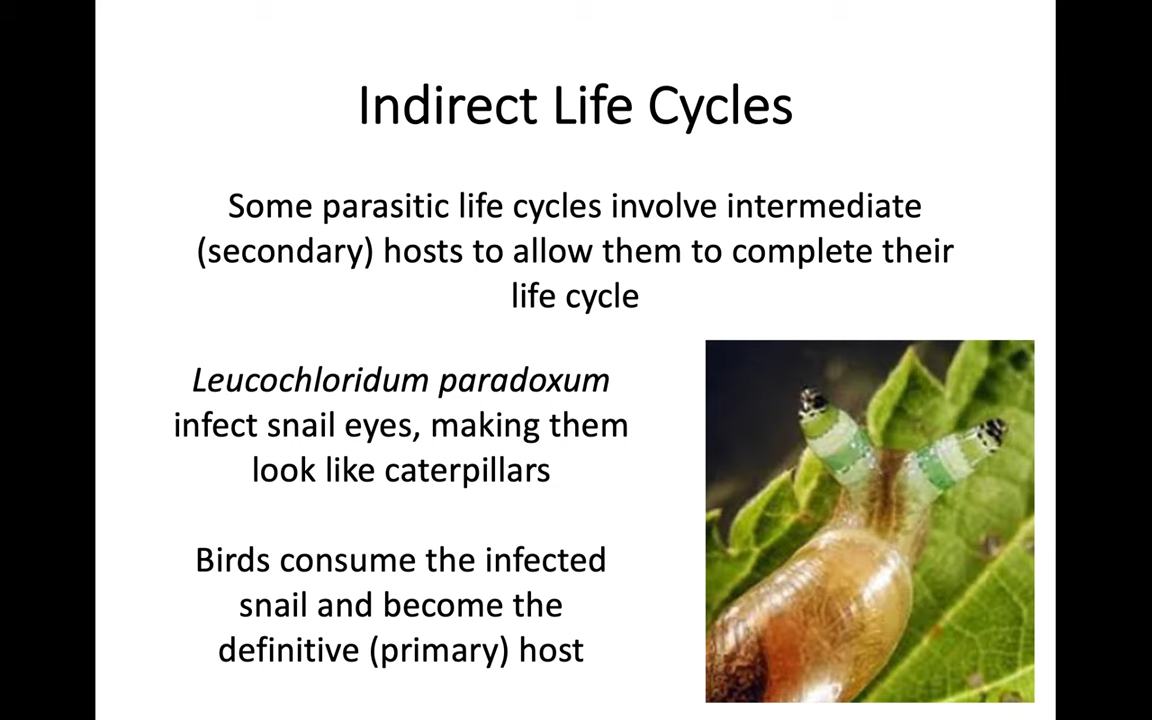 Indirect Life Cycles
Some parasitic life cycles involve intermediate
(secondary) hosts to allow them to complete their
life cycle
Leucochloridum paradoxum
infect snail eyes, making them
look like caterpillars
Birds consume the infected
snail and become the
definitive (primary) host